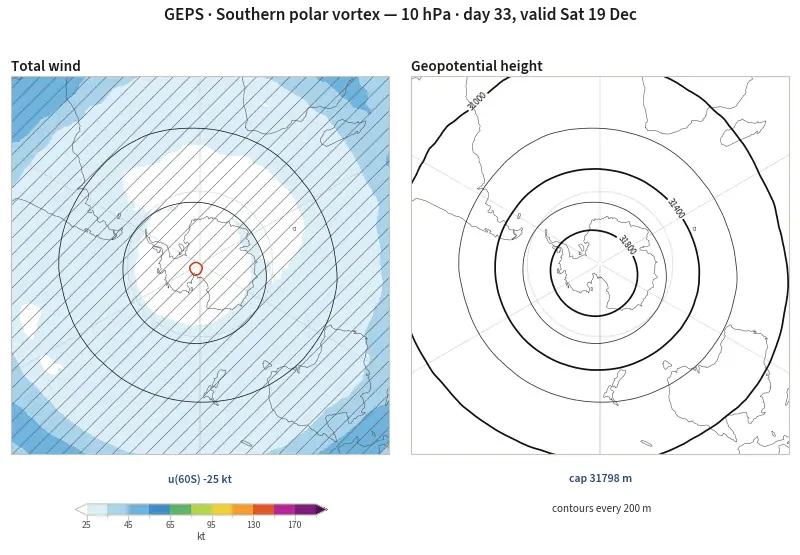 GEPS · Southern polar vortex — 10 hPa · day 33, valid Sat 19 Dec
Total wind
Geopotential height
31000
31400
31800
u(60S) -25 kt
cap 31798 m
contours every 200 m
25 45 65 95 130 170
kt